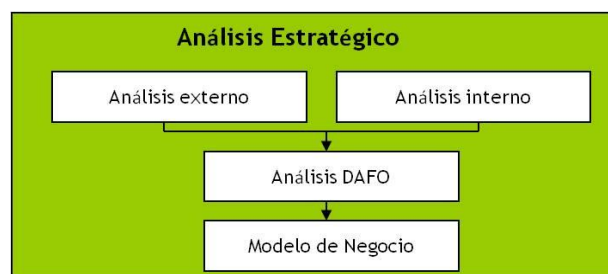 Análisis Estratégico
Análisis externo
Análisis interno
Análisis DAFO
Modelo de Negocio